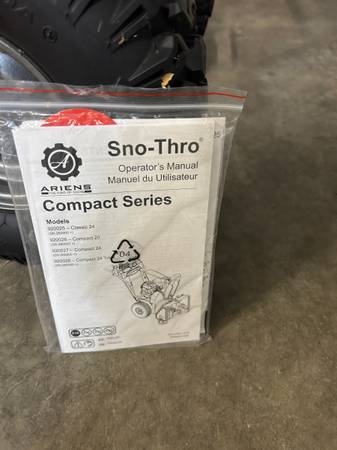 Sno-Thro®
Operator's Manual
Manuel du Utilisateur
ARIENS
Compact Series
Models
920025 – Classic 24
920026 – Compact 20
920027 – Compact 24
920028 – Compact 24
04